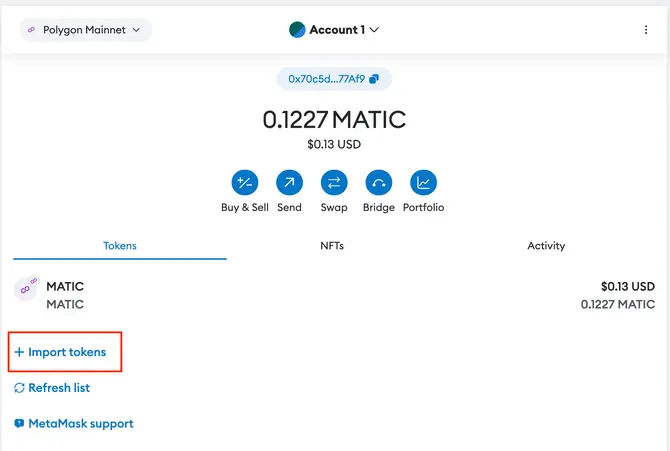 Polygon Mainnet
Account 1
0x70c5d...77Af9
0.1227 MATIC
$0.13 USD
Buy & Sell Send Swap Bridge Portfolio
Tokens NFTs Activity
MATIC $0.13 USD
MATIC 0.1227 MATIC
Import tokens
Refresh list
MetaMask support